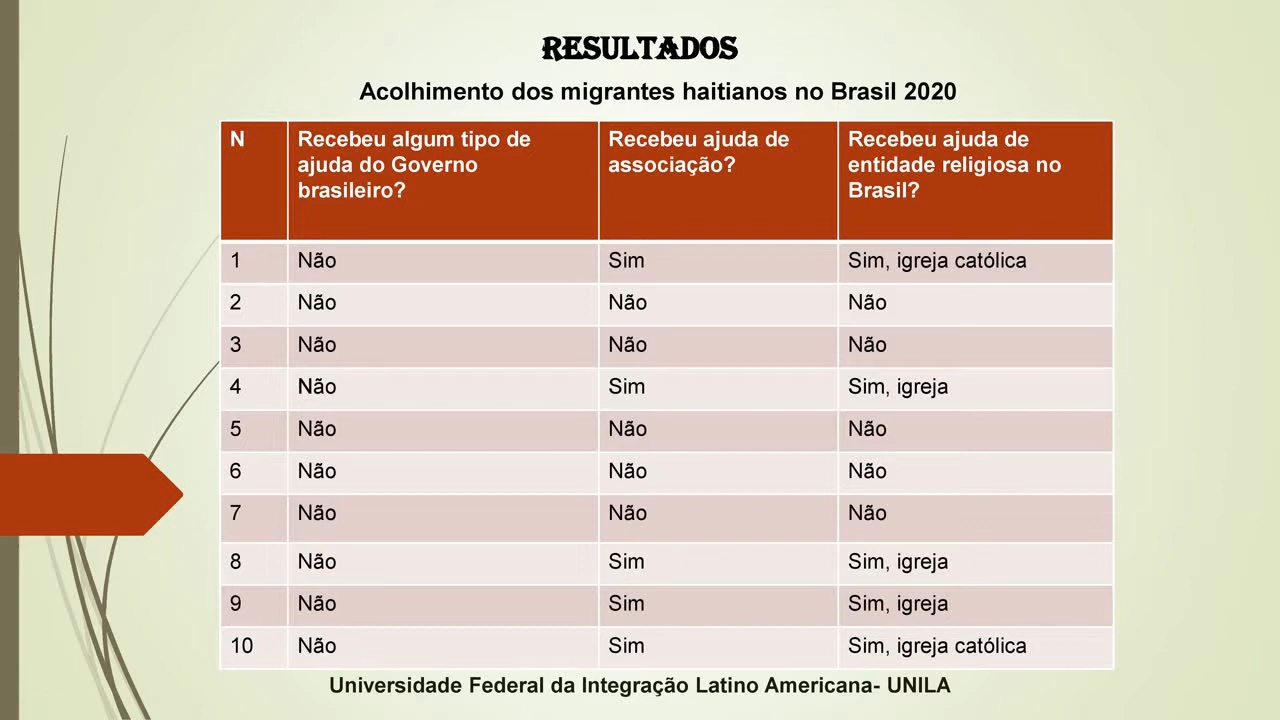 RESULTADOS
Acolhimento dos migrantes haitianos no Brasil 2020
N Recebeu algum tipo de ajuda do Governo brasileiro? Recebeu ajuda de associação? Recebeu ajuda de entidade religiosa no Brasil?
1 Não Sim Sim, igreja católica
2 Não Não Não
3 Não Não Não
4 Não Sim Sim, igreja
5 Não Não Não
6 Não Não Não
7 Não Não Não
8 Não Sim Sim, igreja
9 Não Sim Sim, igreja
10 Não Sim Sim, igreja católica
Universidade Federal da Integração Latino Americana- UNILA